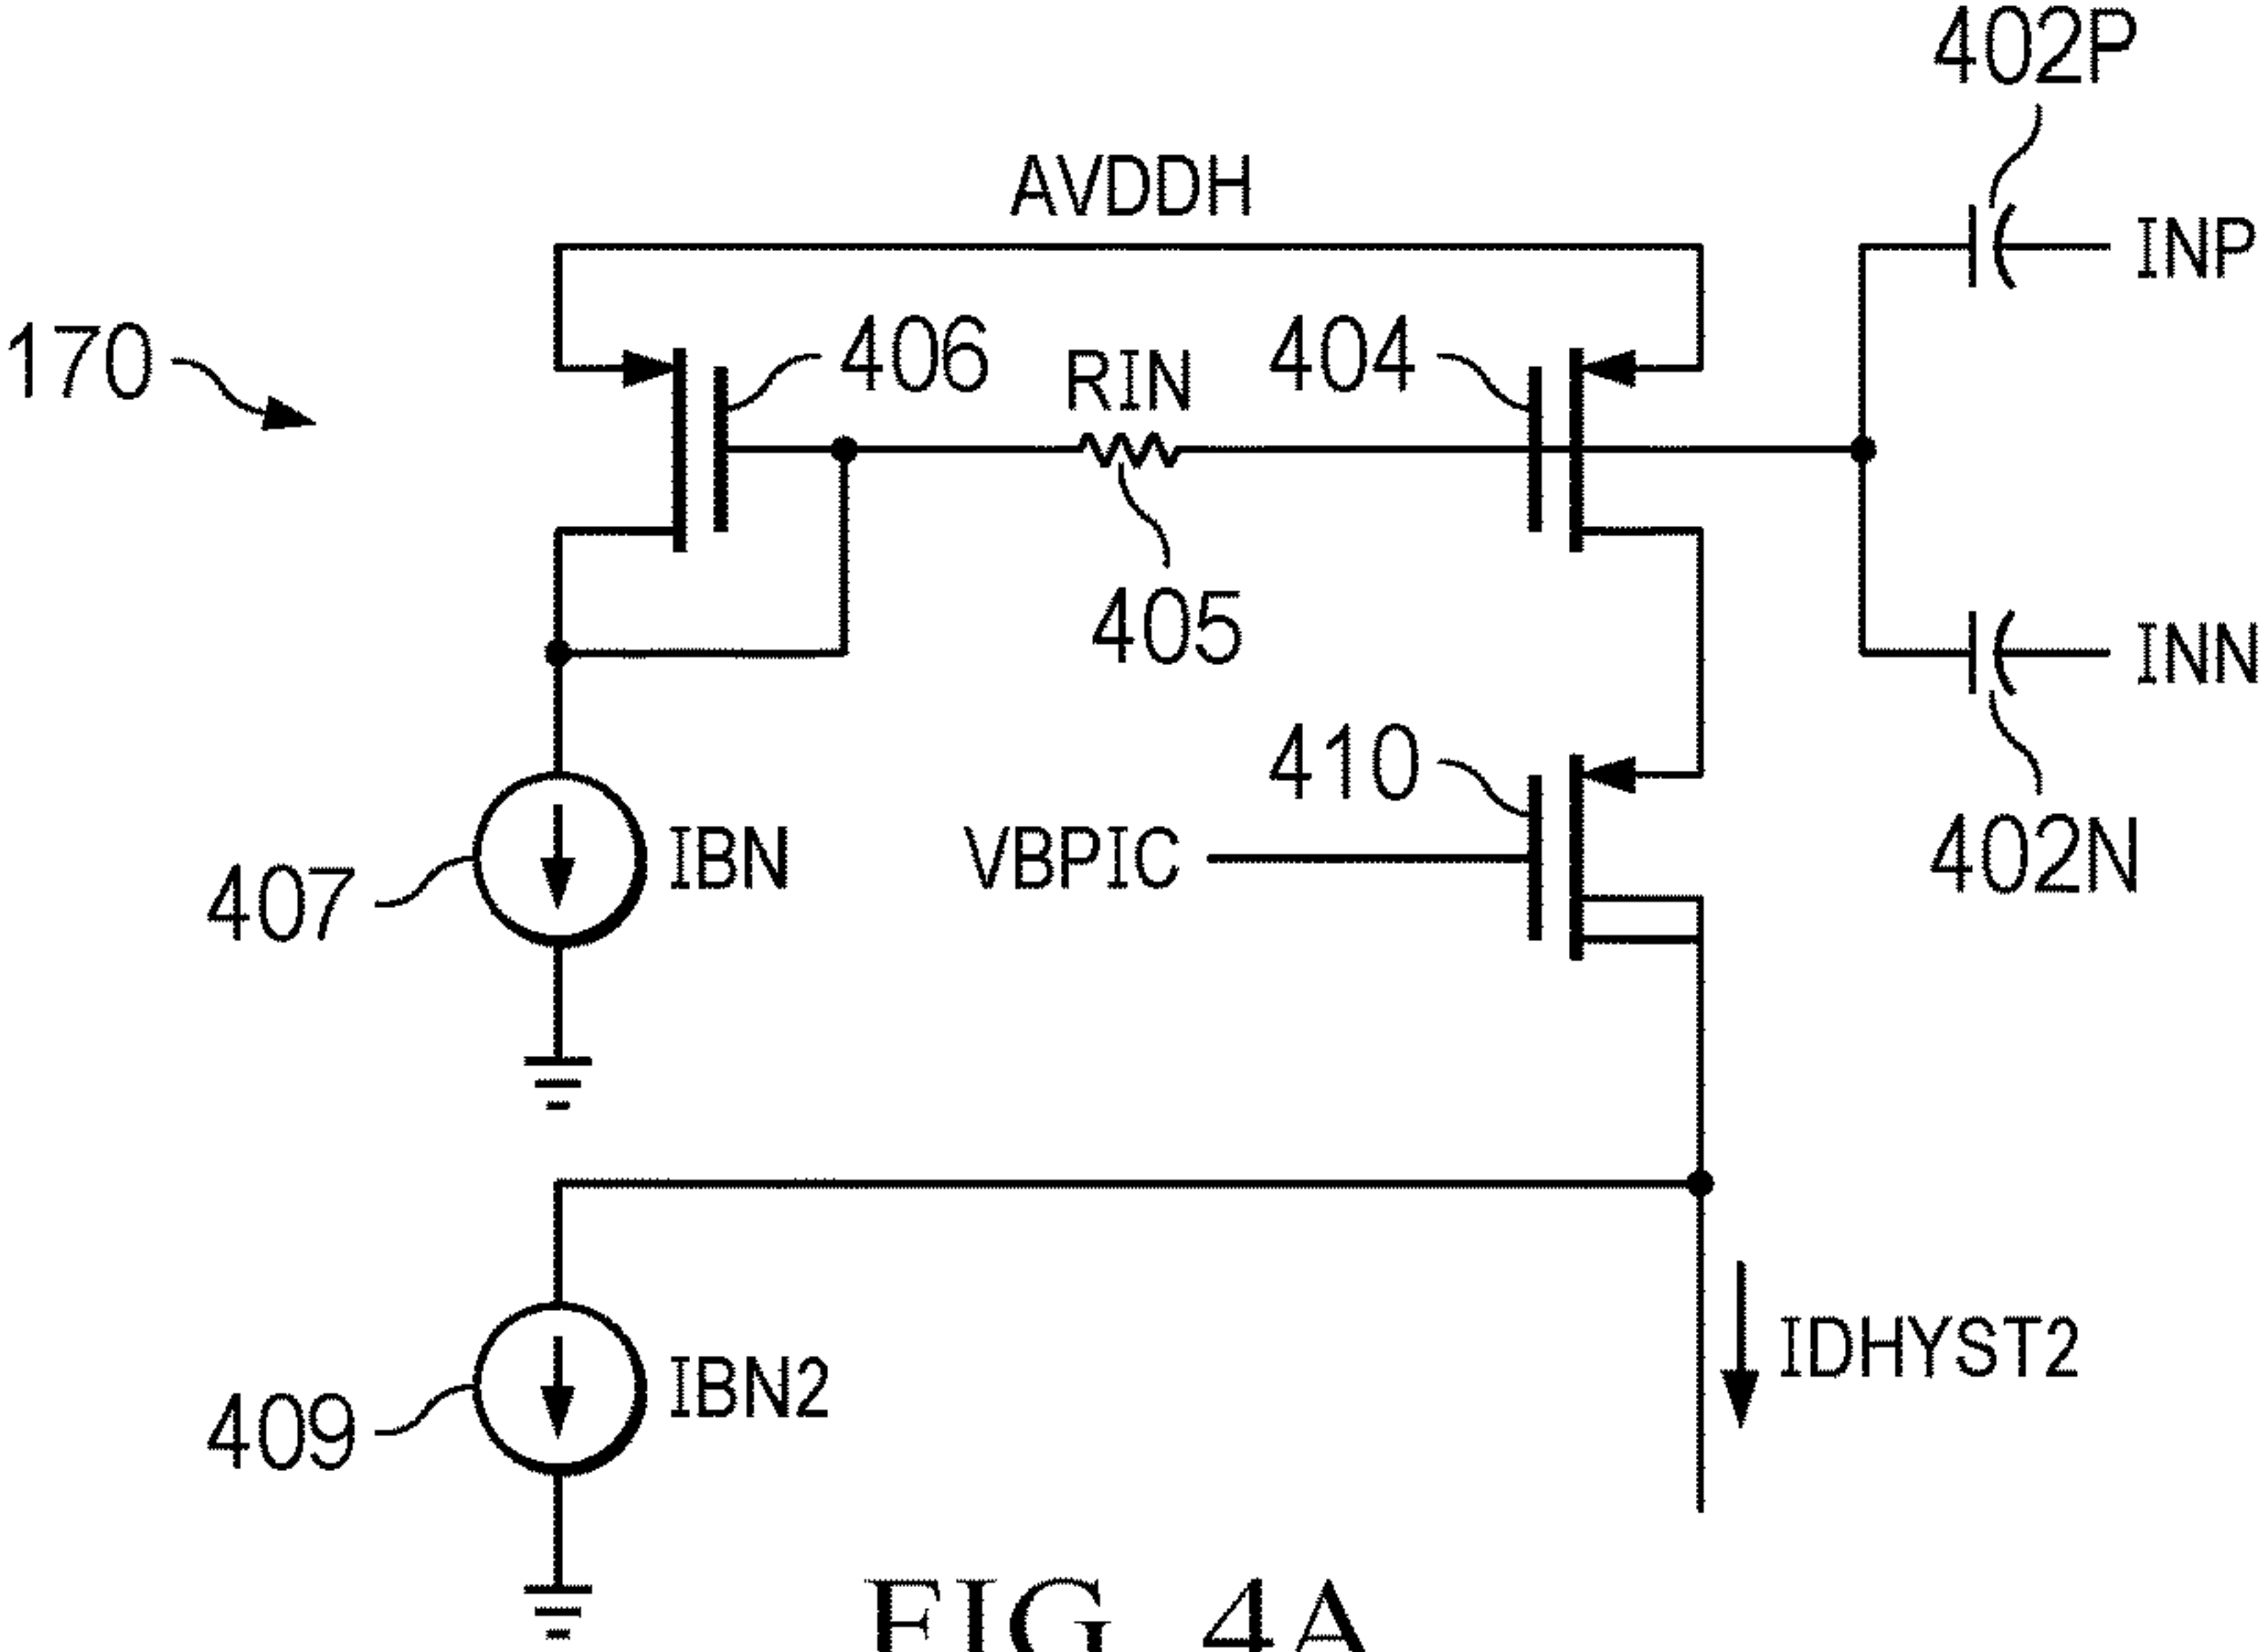 402P
AVDDH
INP
170
406
RIN
404
405
INN
410
IBN
VBPIC
402N
407
IDHYST2
IBN2
409
FIG. 4A